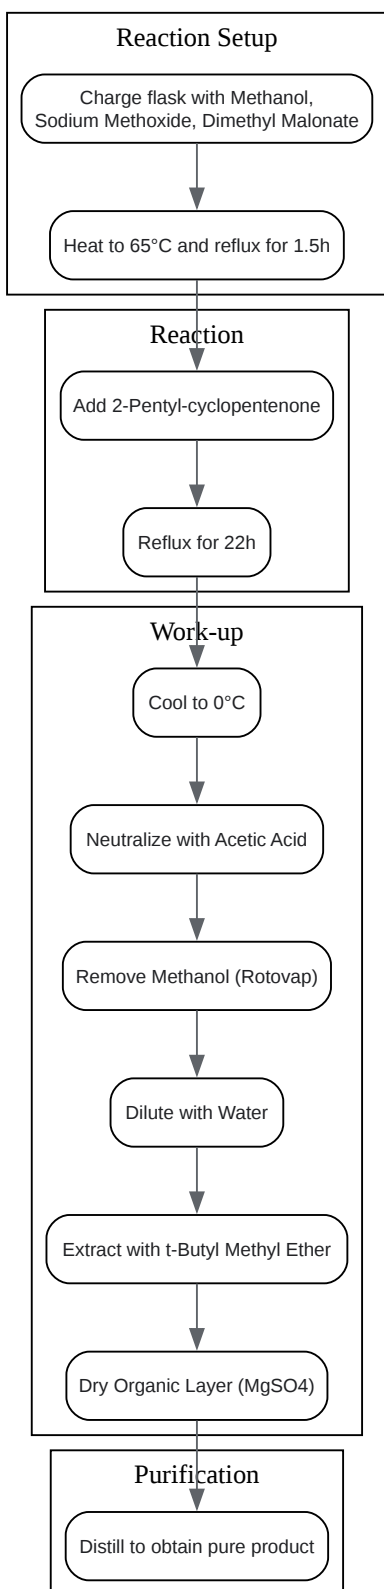 Reaction Setup
Charge flask with Methanol,
Sodium Methoxide, Dimethyl Malonate
Heat to 65°C and reflux for 1.5h
Reaction
Add 2-Pentyl-cyclopentenone
Reflux for 22h
Work-up
Cool to 0°C
Neutralize with Acetic Acid
Remove Methanol (Rotovap)
Dilute with Water
Extract with t-Butyl Methyl Ether
Dry Organic Layer (MgSO4)
Purification
Distill to obtain pure product